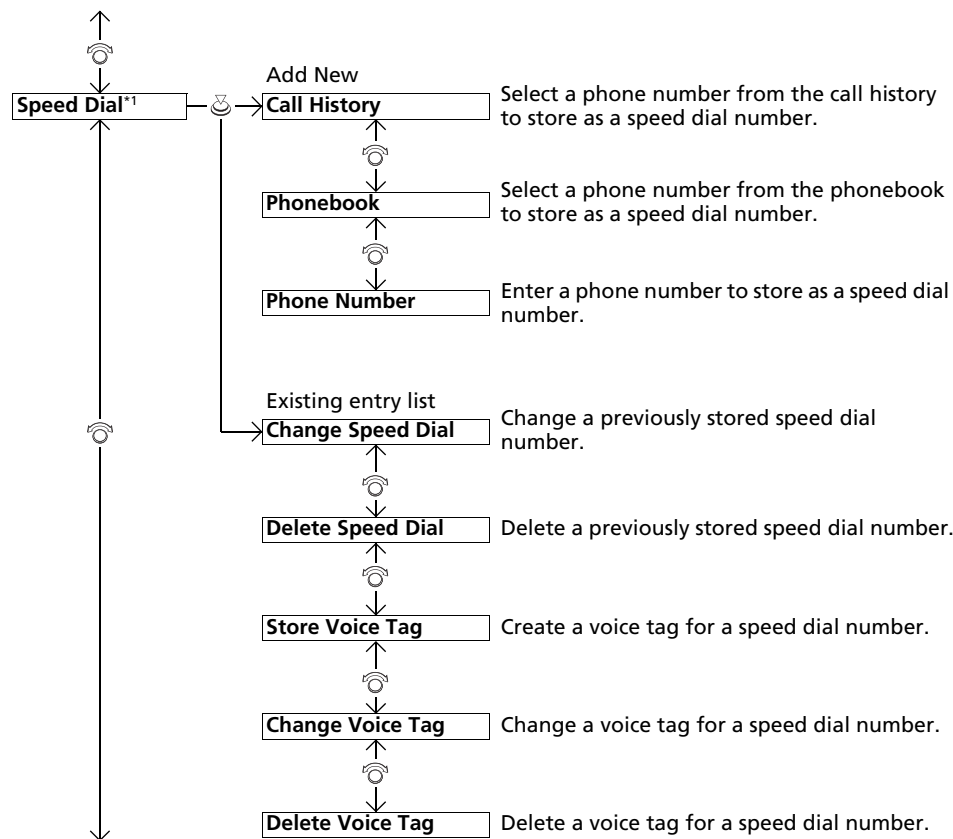 Add New
Speed Dial*1
Call History
Select a phone number from the call history
to store as a speed dial number.
Phonebook
Select a phone number from the phonebook
to store as a speed dial number.
Phone Number
Enter a phone number to store as a speed dial
number.
Existing entry list
Change Speed Dial
Change a previously stored speed dial
number.
Delete Speed Dial
Delete a previously stored speed dial number.
Store Voice Tag
Create a voice tag for a speed dial number.
Change Voice Tag
Change a voice tag for a speed dial number.
Delete Voice Tag
Delete a voice tag for a speed dial number.